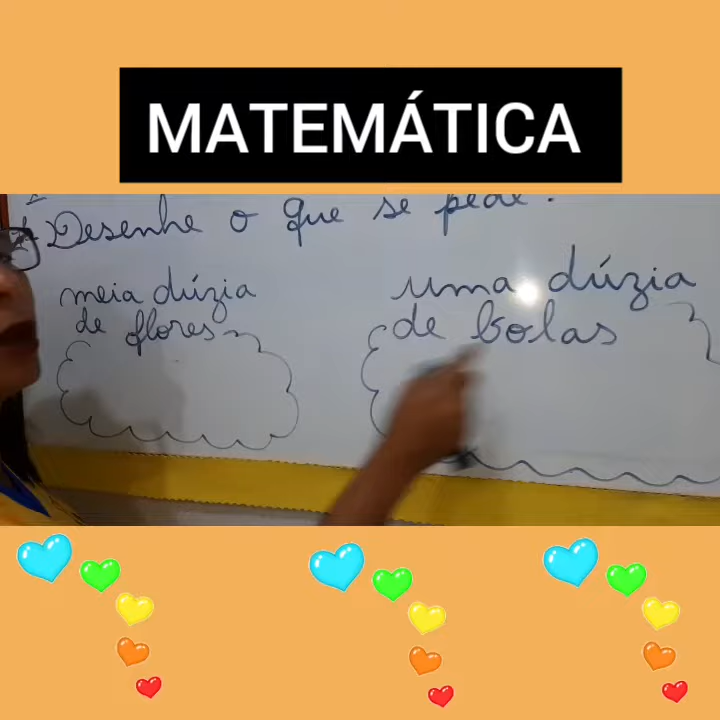 MATEMÁTICA
Desenhe o que se pede:
meia dúzia
de flores
uma dúzia
de bolas